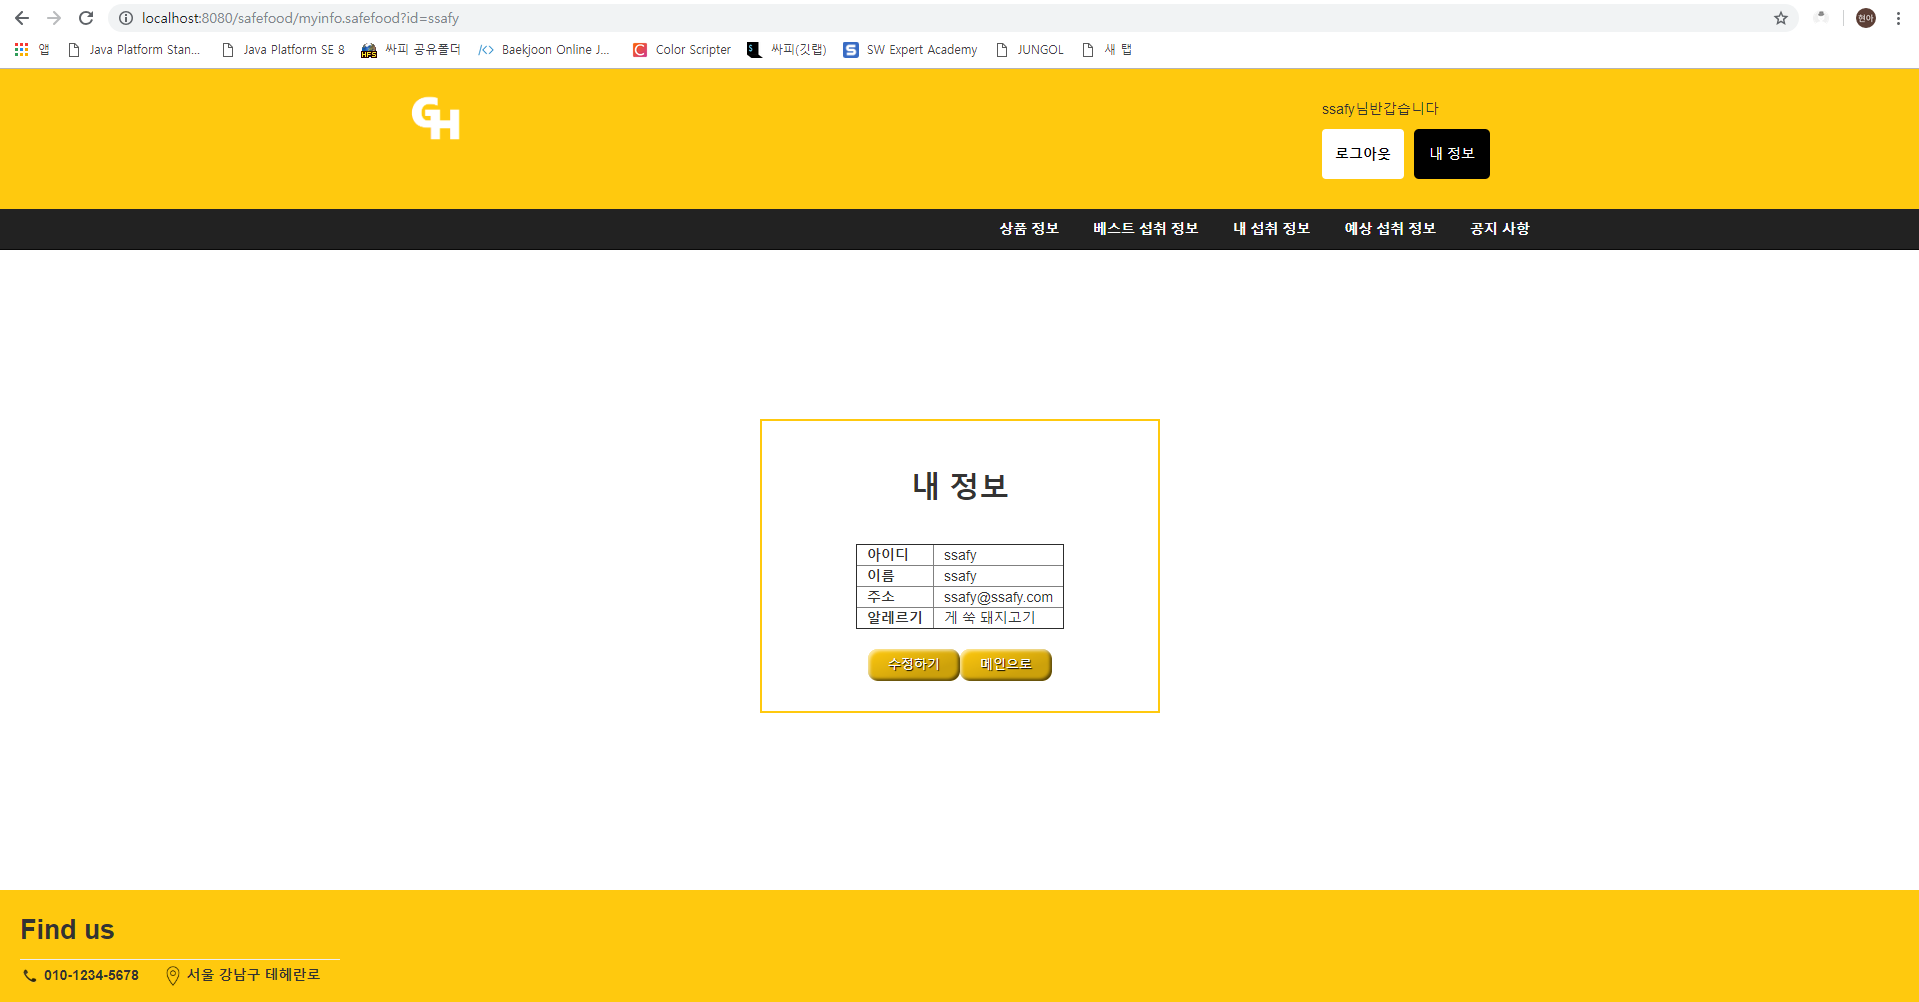 localhost:8080/safefood/myinfo.safefood?id=ssafy
현아
앱 Java Platform Stan... Java Platform SE 8 HFS 싸피 공유폴더 </> Baekjoon Online J... C Color Scripter $ 싸피(깃랩) S SW Expert Academy JUNGOL 새 탭
GH
ssafy님반갑습니다
로그아웃 내 정보
상품 정보 베스트 섭취 정보 내 섭취 정보 예상 섭취 정보 공지 사항
내 정보
아이디 ssafy
이름 ssafy
주소 ssafy@ssafy.com
알레르기 게 쑥 돼지고기
수정하기 메인으로
Find us
010-1234-5678 서울 강남구 테헤란로